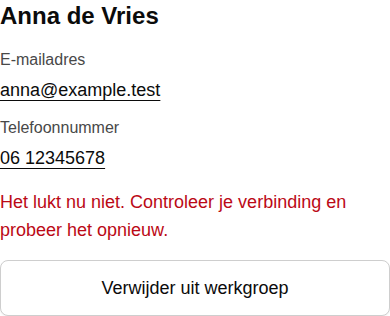 Anna de Vries
E-mailadres
anna@example.test
Telefoonnummer
06 12345678
Het lukt nu niet. Controleer je verbinding en
probeer het opnieuw.
Verwijder uit werkgroep